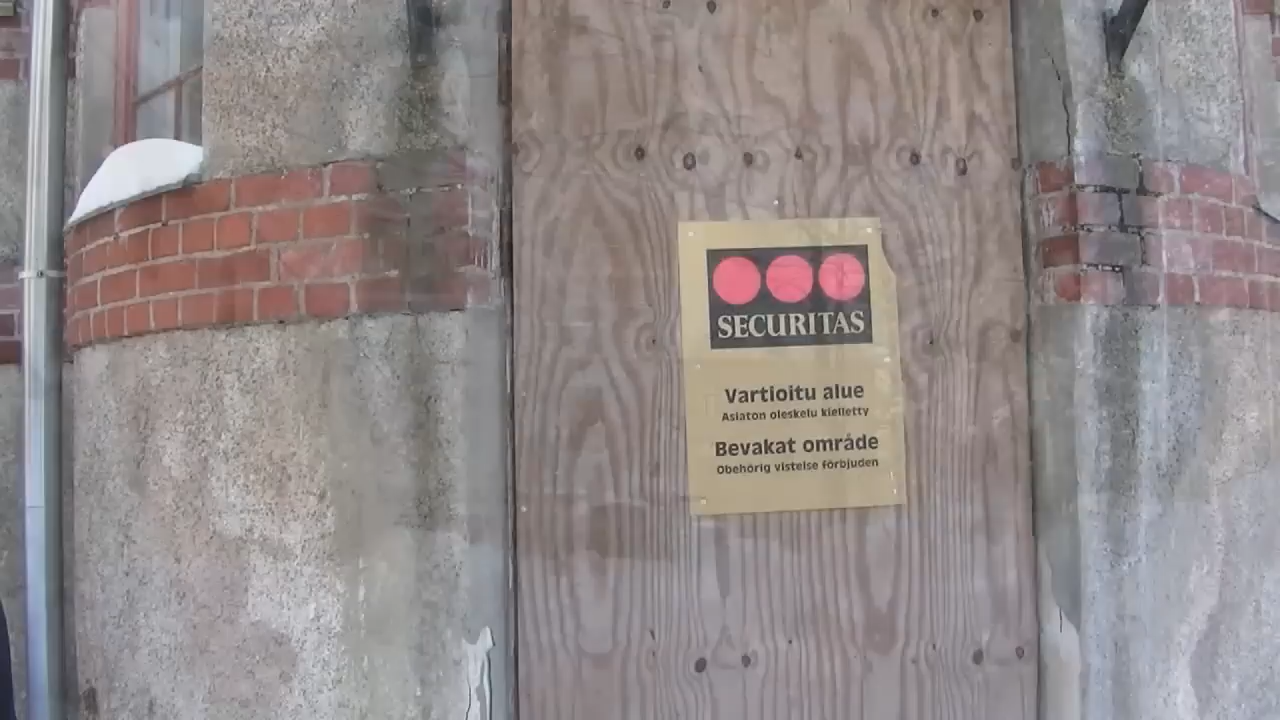 SECURITAS
Vartioitu alue
Asiaton oleskelu kielletty
Bevakat område
Obehörig vistelse förbjuden